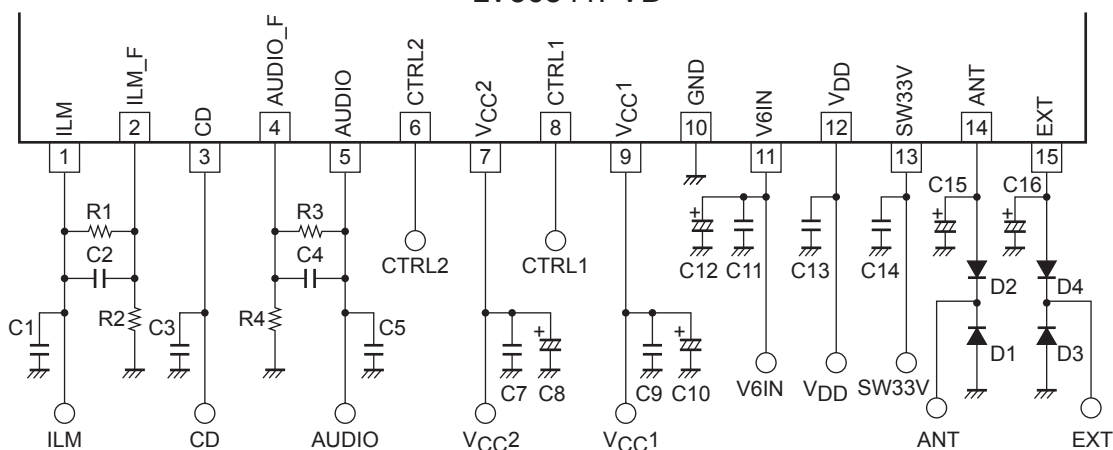 ILM
ILM_F
CD
AUDIO_F
AUDIO
CTRL2
VCC2
CTRL1
VCC1
GND
V6IN
VDD
SW33V
ANT
EXT
1 2 3 4 5 6 7 8 9 10 11 12 13 14 15
R1
C2
R2
C1
C3
R3
C4
R4
C5
CTRL2
CTRL1
C7
+
C8
C9
+
C10
+
C12
C11
C13
C14
C15
+
C16
+
D2
D1
D4
D3
V6IN
VDD
SW33V
ILM
CD
AUDIO
VCC2
VCC1
ANT
EXT